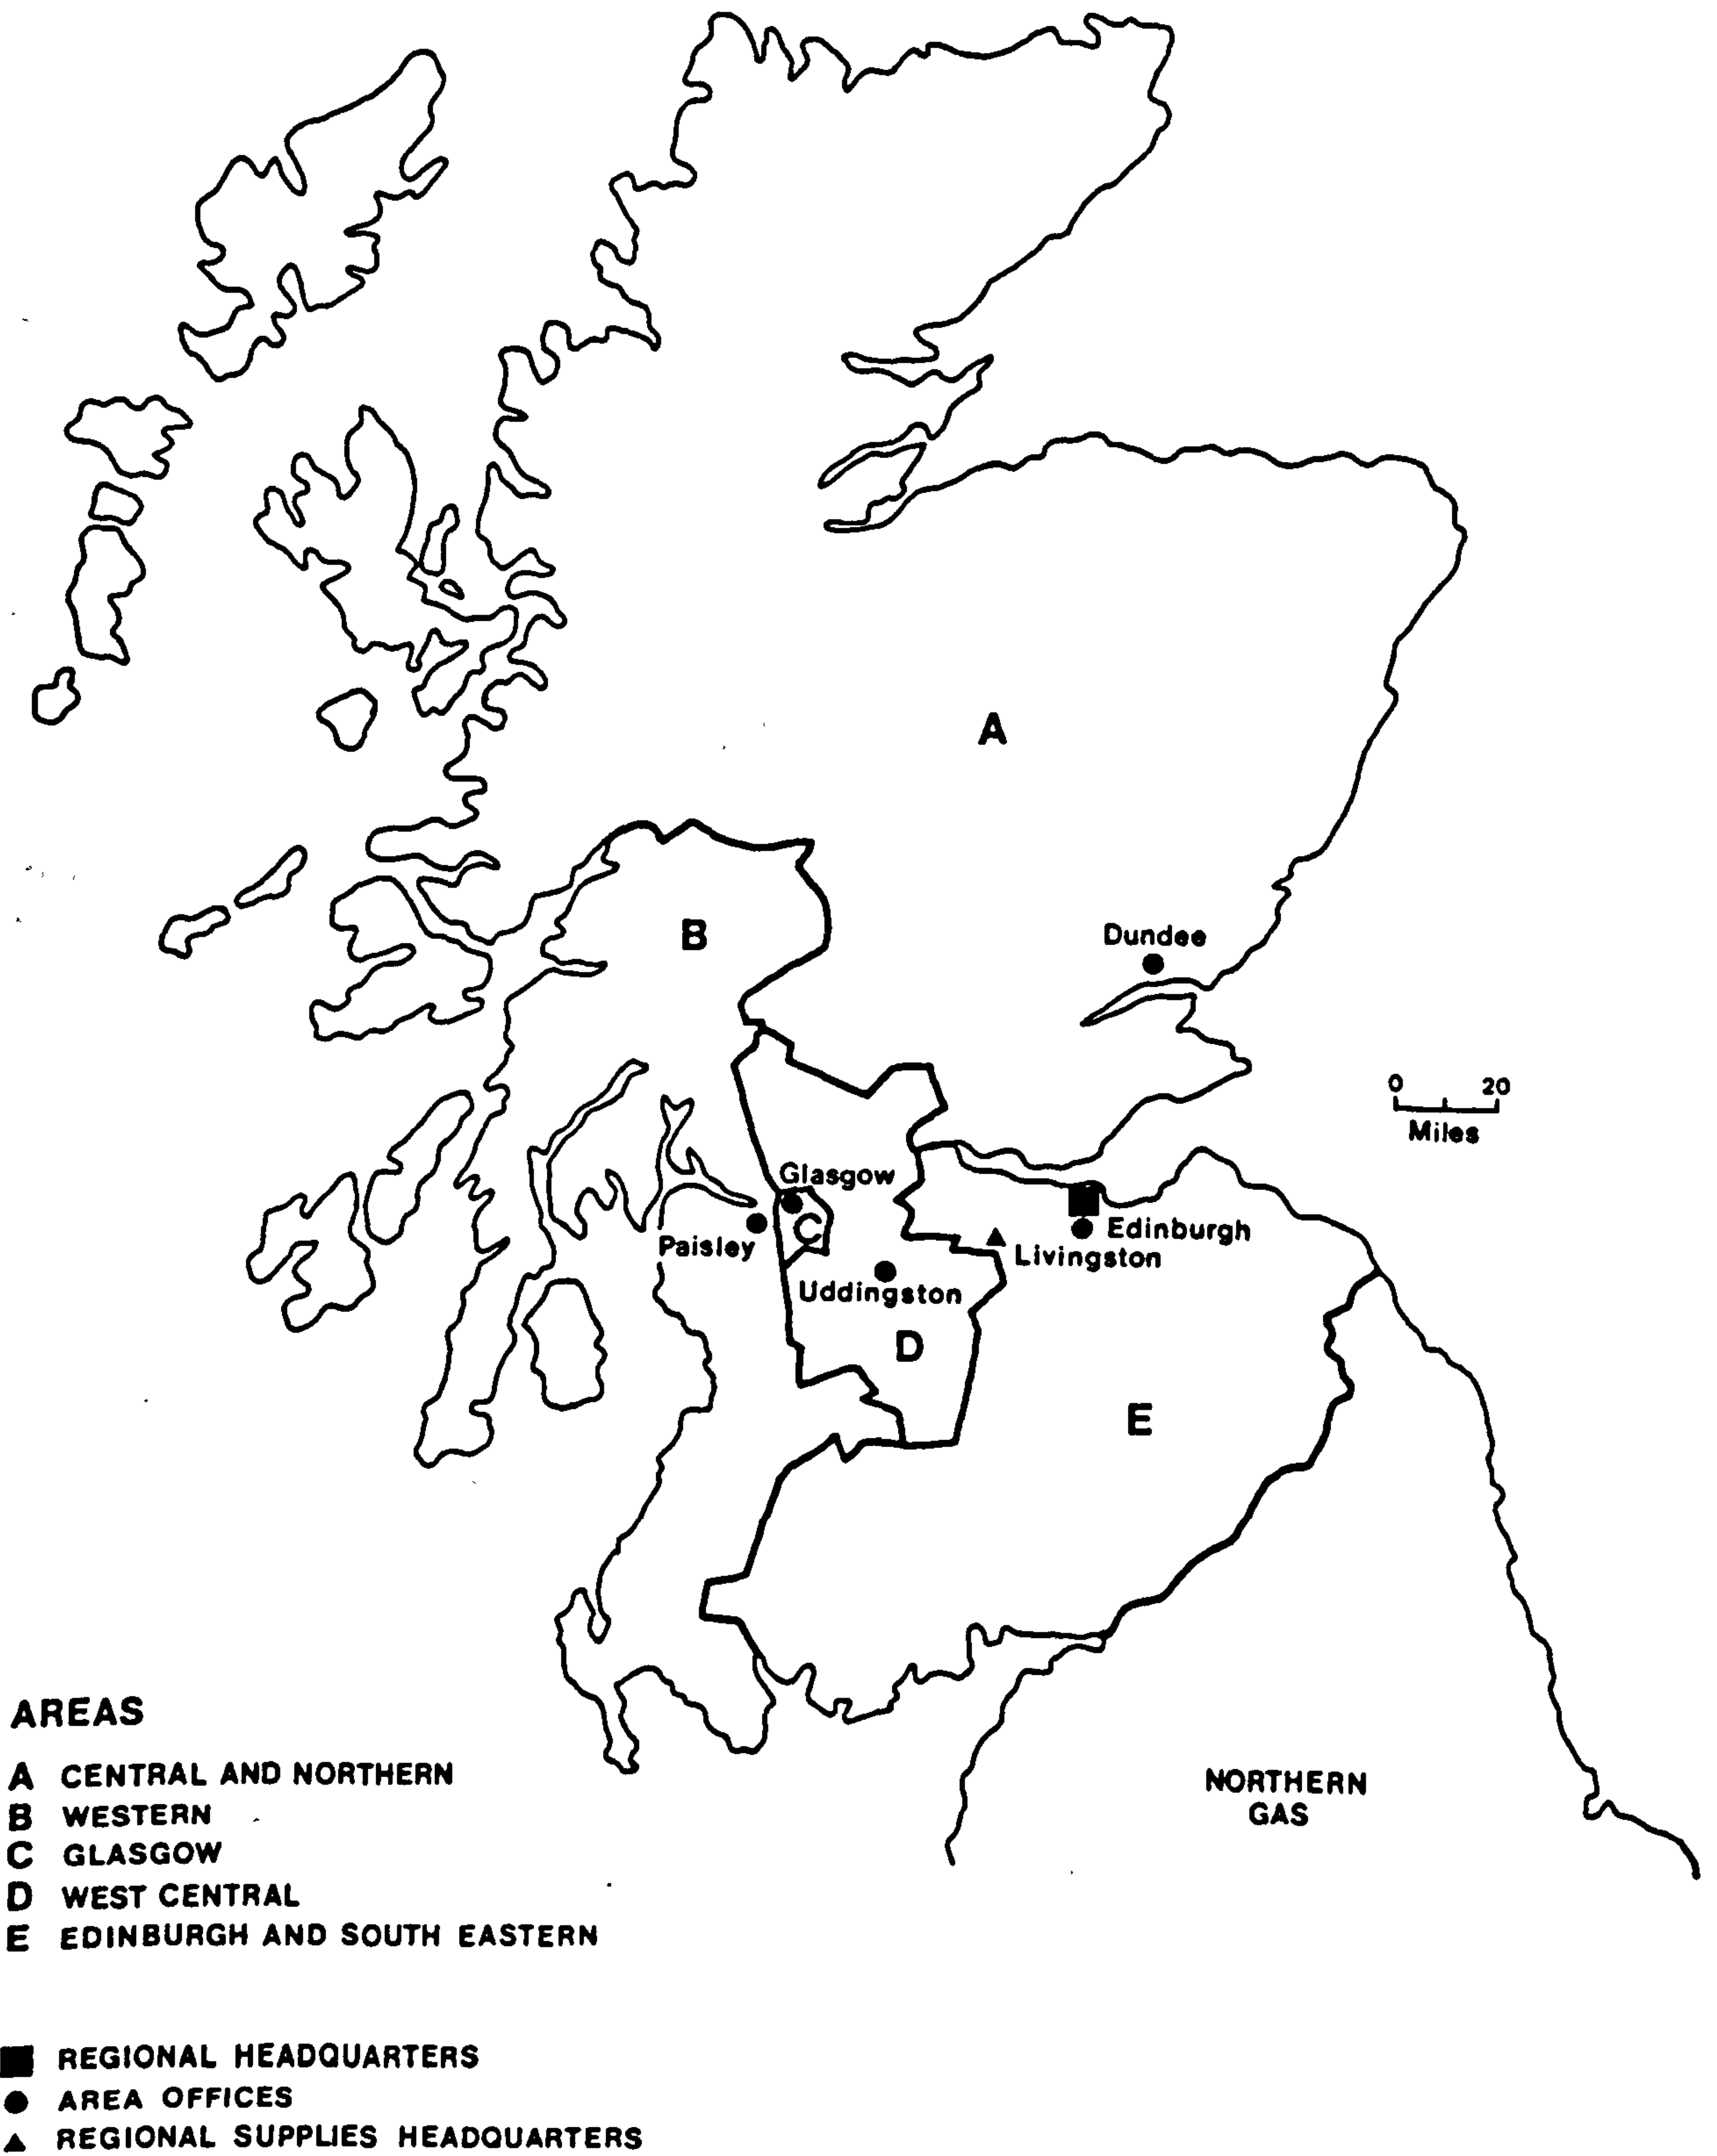 A
B
Dundee
0 20
Miles
Glasgow
C
Paisley
Edinburgh
Livingston
Uddingston
D
E
AREAS
A CENTRAL AND NORTHERN
B WESTERN
C GLASGOW
D WEST CENTRAL
E EDINBURGH AND SOUTH EASTERN
NORTHERN
GAS
REGIONAL HEADQUARTERS
AREA OFFICES
REGIONAL SUPPLIES HEADQUARTERS